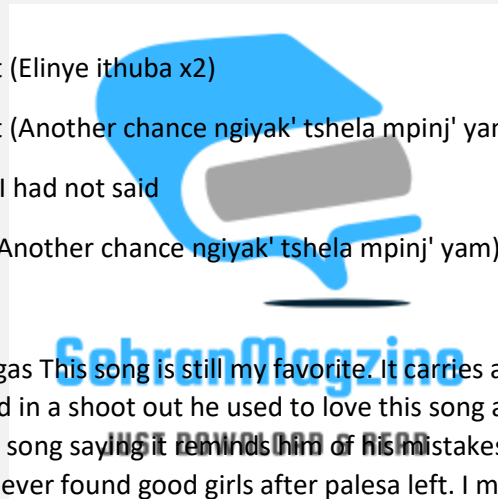 t (Elinye ithuba x2)
t (Another chance ngiyak' tshela mpinj' yam
I had not said
Another chance ngiyak' tshela mpinj' yam)
gas This song is still my favorite. It carries a
SohranMagzine
d in a shoot out he used to love this song a
song saying it reminds him of his mistakes
JUST DOWNLOAD & READ
ever found good girls after palesa left. I m